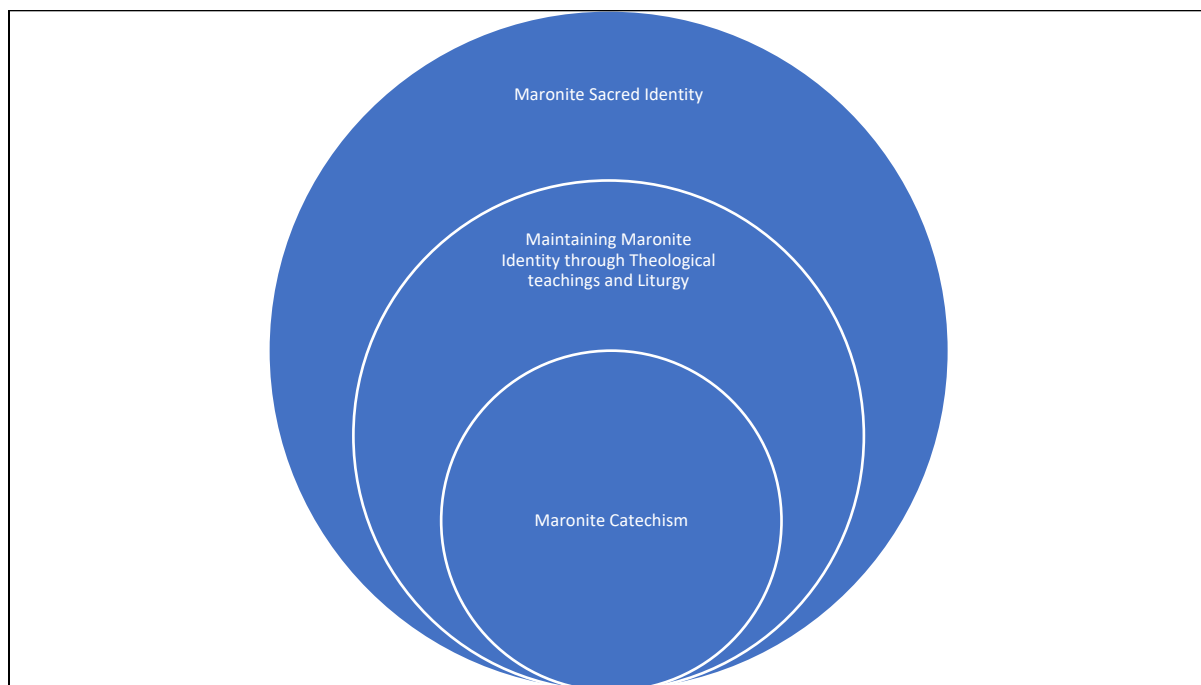 Maronite Sacred Identity
Maintaining Maronite
Identity through Theological
teachings and Liturgy
Maronite Catechism